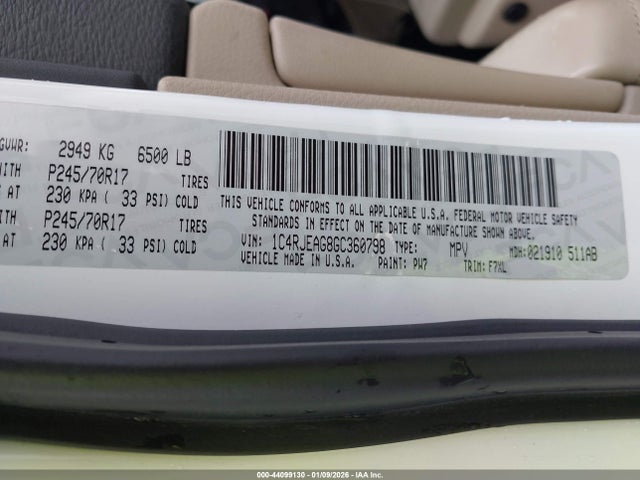 GVWR: 2949 KG 6500 LB
WITH P245/70R17 TIRES
AT 230 KPA ( 33 PSI) COLD
WITH P245/70R17 TIRES
AT 230 KPA ( 33 PSI) COLD
THIS VEHICLE CONFORMS TO ALL APPLICABLE U.S.A. FEDERAL MOTOR VEHICLE SAFETY
STANDARDS IN EFFECT ON THE DATE OF MANUFACTURE SHOWN ABOVE.
VIN: 1C4RJEAG8GC360798 TYPE: MPV MDH: 021910 511AB
VEHICLE MADE IN U.S.A. PAINT: PW7 TRIM: F7XL
000-44099130 - 01/09/2026 - IAA Inc.